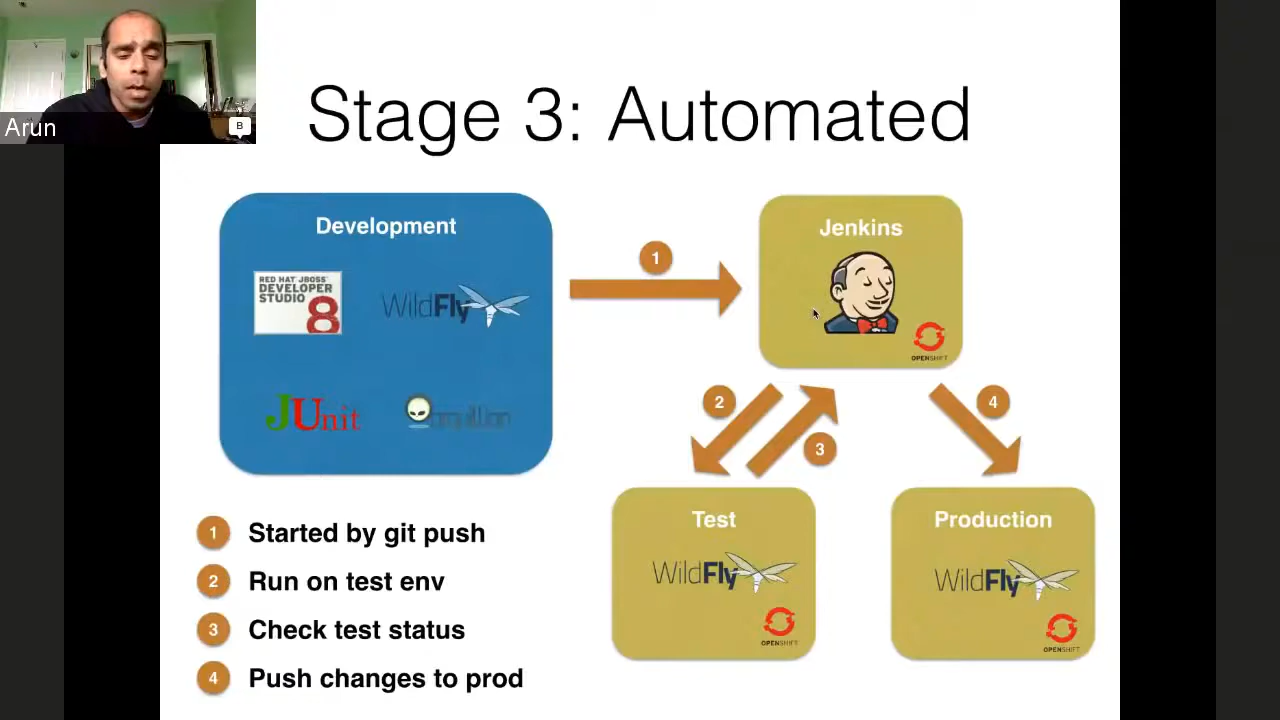 Arun
B
Stage 3: Automated
Development
RED HAT JBOSS
DEVELOPER
STUDIO
8
WildFly
JUnit
1
Jenkins
OPENSHIFT
2
3
4
Test
WildFly
OPENSHIFT
Production
WildFly
OPENSHIFT
1 Started by git push
2 Run on test env
3 Check test status
4 Push changes to prod